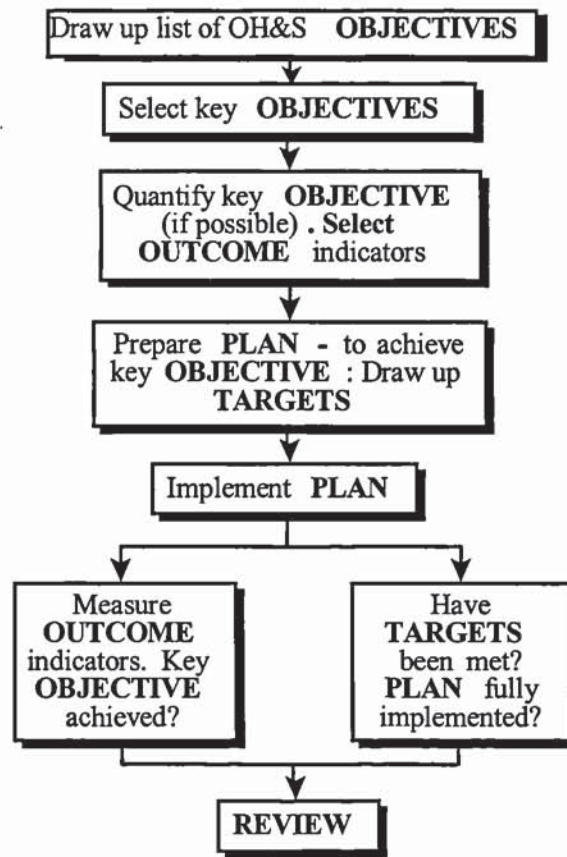 Draw up list of OH&S OBJECTIVES
Select key OBJECTIVES
Quantify key OBJECTIVE
(if possible) . Select
OUTCOME indicators
Prepare PLAN - to achieve
key OBJECTIVE : Draw up
TARGETS
Implement PLAN
Measure
OUTCOME
indicators. Key
OBJECTIVE
achieved?
Have
TARGETS
been met?
PLAN fully
implemented?
REVIEW